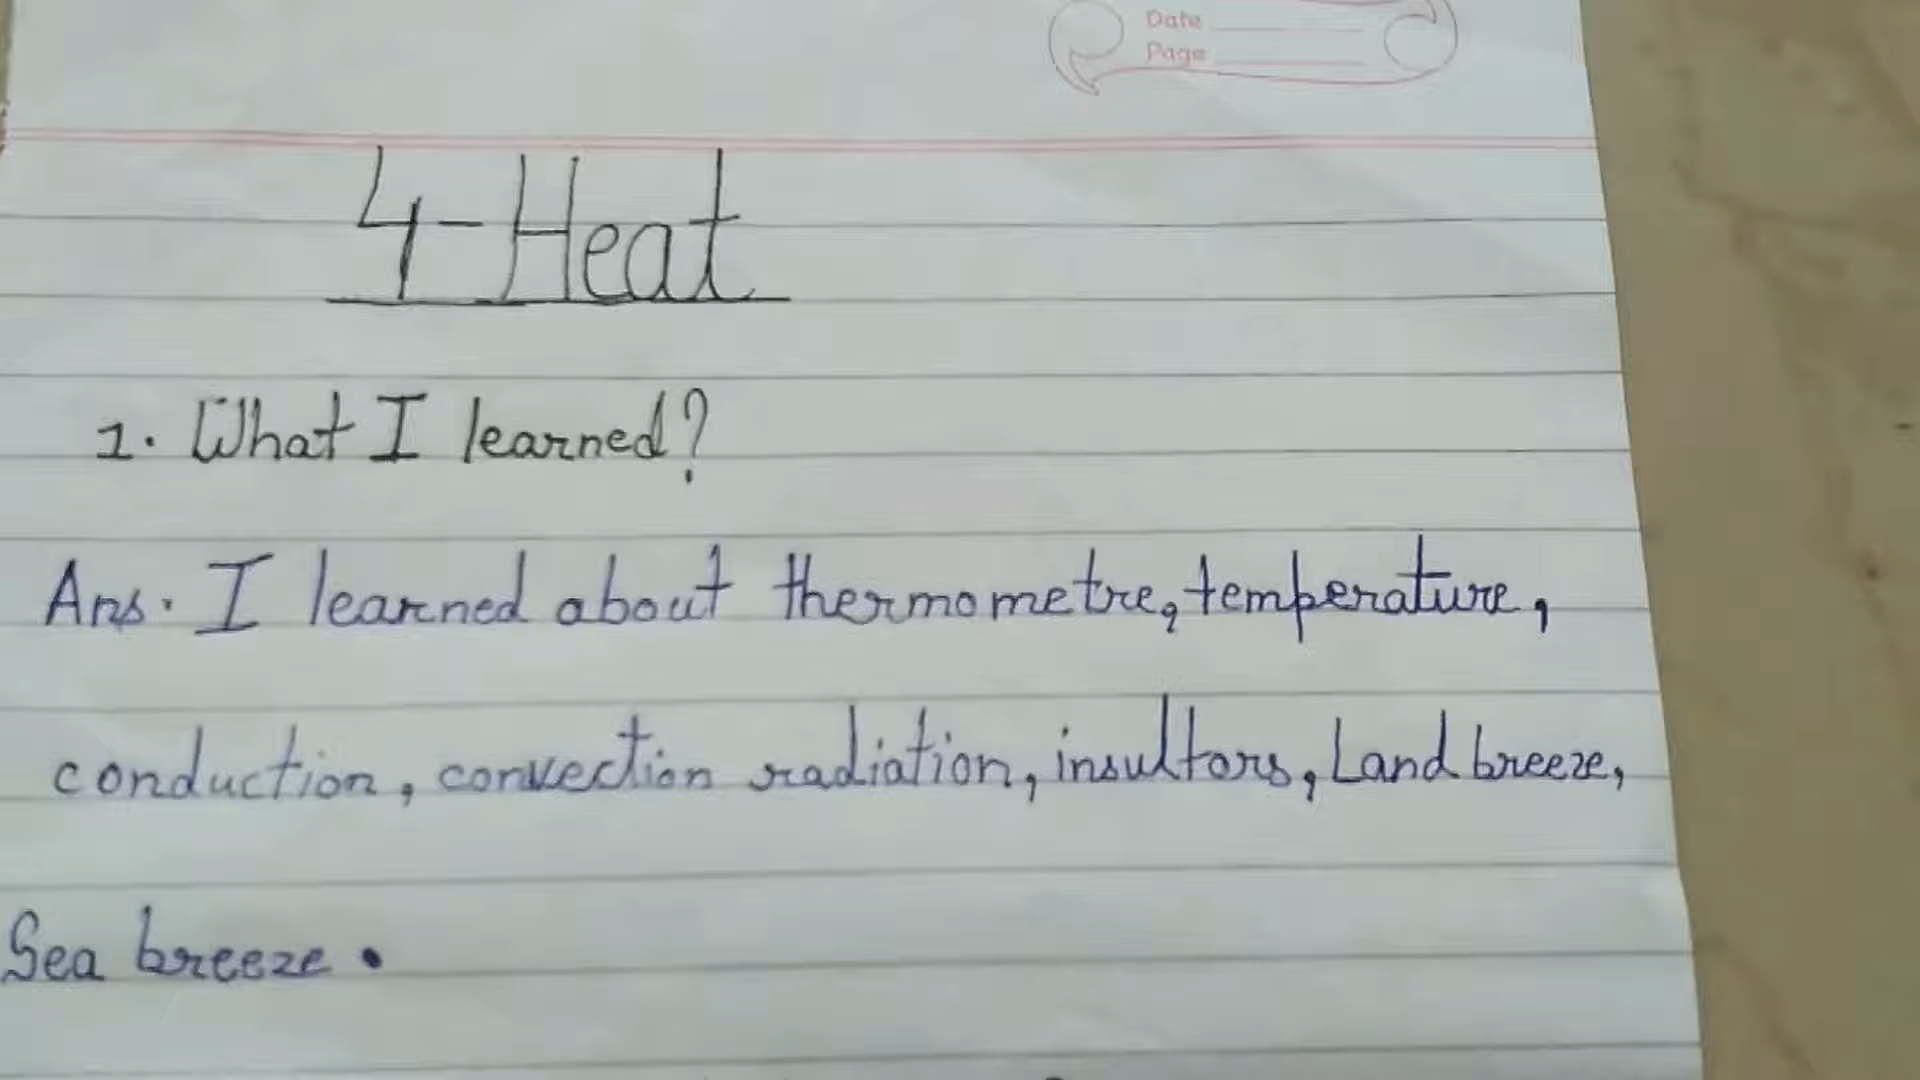 Date
Page
4-Heat
1. What I learned?
Ans. I learned about thermometre, temperature,
conduction, convection radiation, insultors, Land breeze,
Sea breeze.